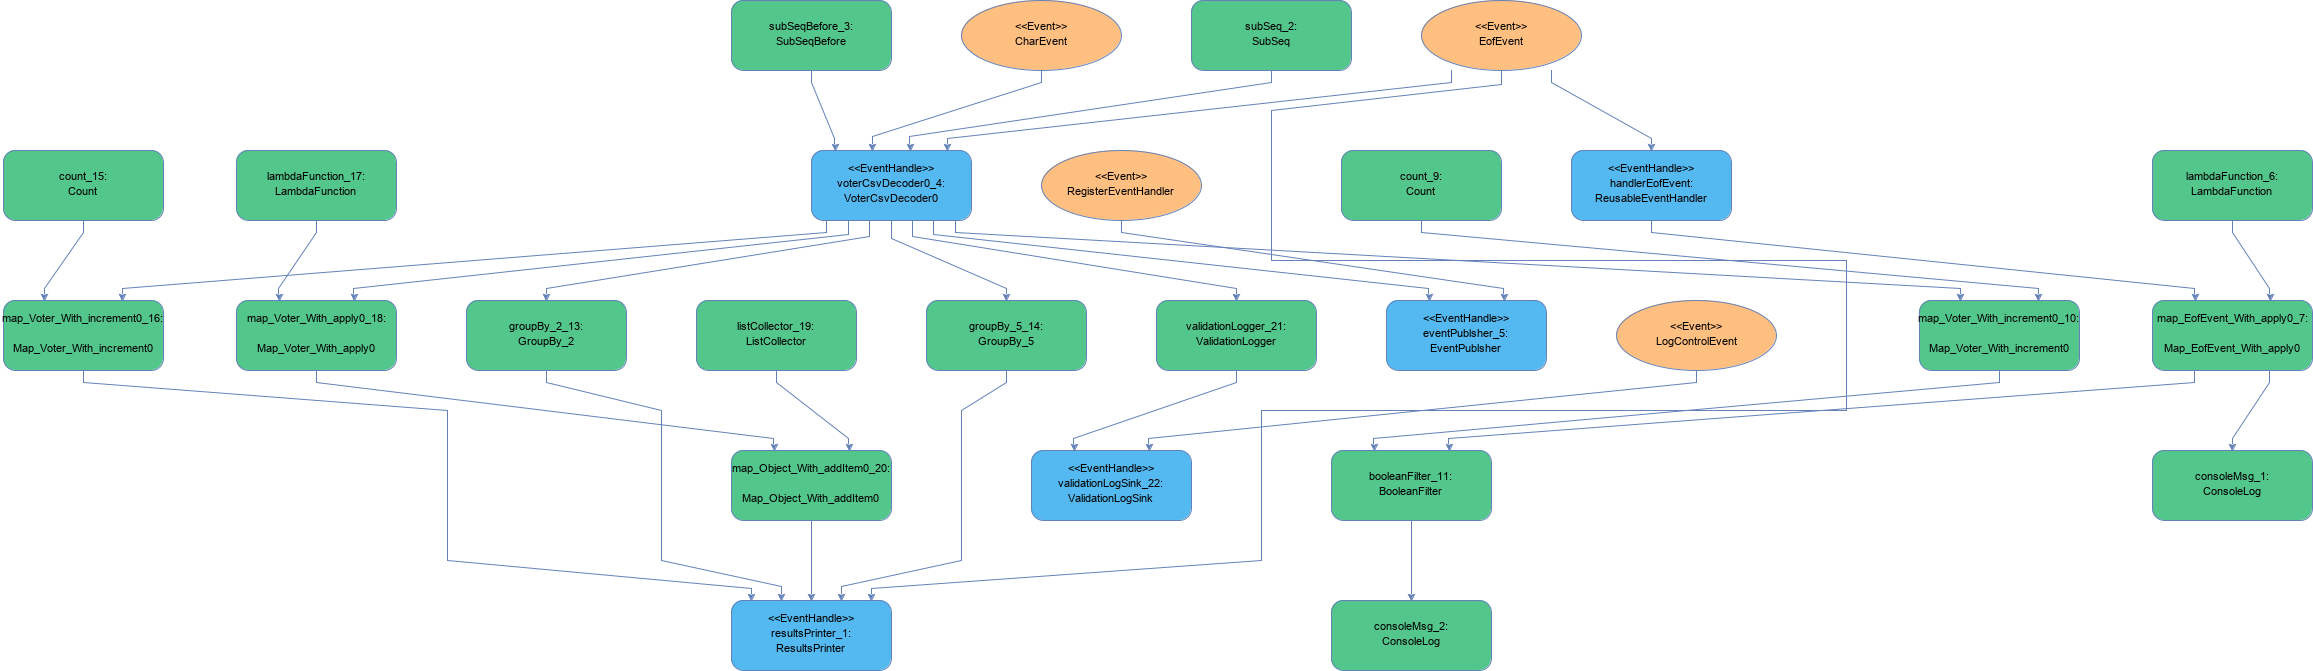 subSeqBefore_3:
SubSeqBefore
<<Event>>
CharEvent
subSeq_2:
SubSeq
<<Event>>
EofEvent
count_15:
Count
lambdaFunction_17:
LambdaFunction
<<EventHandle>>
voterCsvDecoder0_4:
VoterCsvDecoder0
<<Event>>
RegisterEventHandler
count_9:
Count
<<EventHandle>>
handlerEofEvent:
ReusableEventHandler
lambdaFunction_6:
LambdaFunction
map_Voter_With_increment0_16:
Map_Voter_With_increment0
map_Voter_With_apply0_18:
Map_Voter_With_apply0
groupBy_2_13:
GroupBy_2
listCollector_19:
ListCollector
groupBy_5_14:
GroupBy_5
validationLogger_21:
ValidationLogger
<<EventHandle>>
eventPublsher_5:
EventPublsher
<<Event>>
LogControlEvent
map_Voter_With_increment0_10:
Map_Voter_With_increment0
map_EofEvent_With_apply0_7:
Map_EofEvent_With_apply0
map_Object_With_addItem0_20:
Map_Object_With_addItem0
<<EventHandle>>
validationLogSink_22:
ValidationLogSink
booleanFilter_11:
BooleanFilter
consoleMsg_1:
ConsoleLog
<<EventHandle>>
resultsPrinter_1:
ResultsPrinter
consoleMsg_2:
ConsoleLog